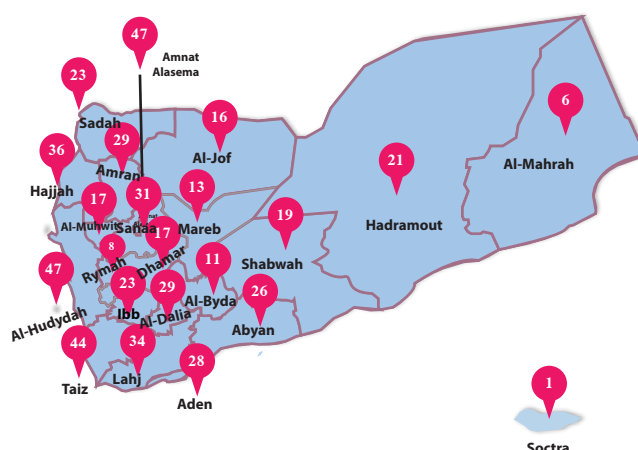 47
Amnat
Alasema
23
Sadah
16
Al-Jof
6
Al-Mahrah
36
Hajjah
29
Amran
21
Hadramout
31
Sanaa
13
Mareb
17
Al-Muhwit
17
Dhamar
19
Shabwah
8
Rymah
11
Al-Byda
47
Al-Hudydah
23
Ibb
29
Al-Dalia
26
Abyan
44
Taiz
34
Lahj
28
Aden
1
Soctra